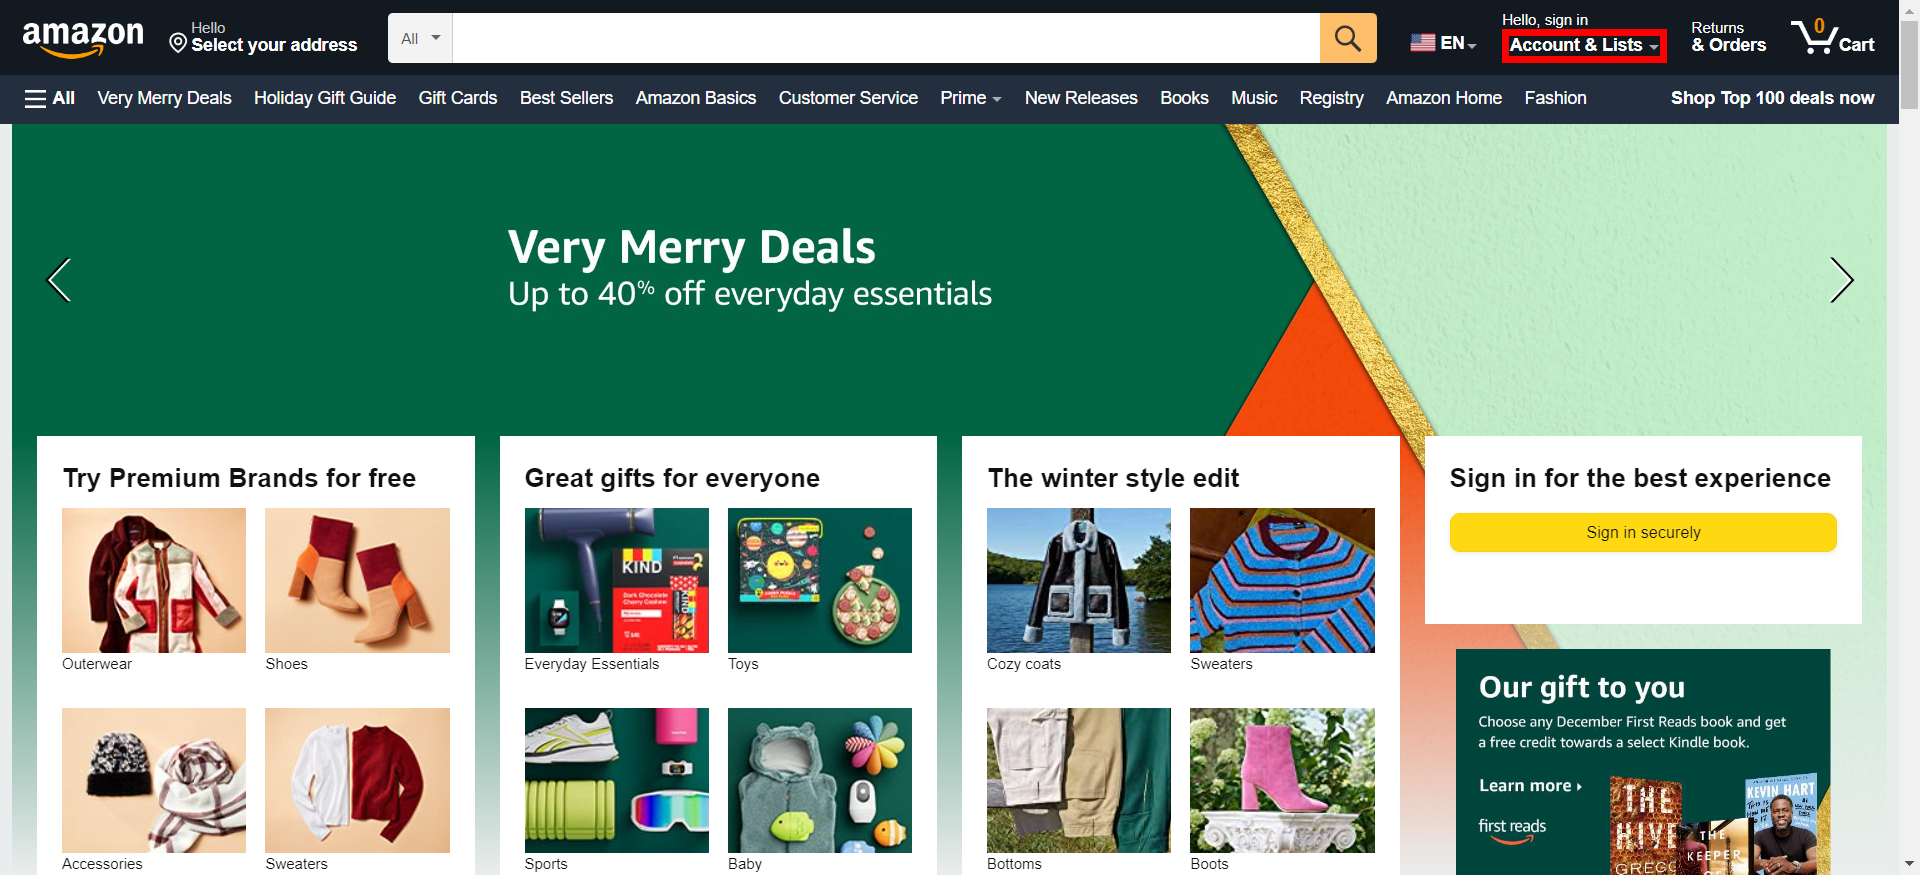 amazon
Hello
Select your address
All
EN
Hello, sign in
Account & Lists
Returns
& Orders
0
Cart
All
Very Merry Deals
Holiday Gift Guide
Gift Cards
Best Sellers
Amazon Basics
Customer Service
Prime
New Releases
Books
Music
Registry
Amazon Home
Fashion
Shop Top 100 deals now
Very Merry Deals
Up to 40% off everyday essentials
Try Premium Brands for free
Outerwear
Shoes
Accessories
Sweaters
Great gifts for everyone
KIND
Dark Chocolate
Cherry Cashew
Everyday Essentials
Toys
Sports
Baby
The winter style edit
Cozy coats
Sweaters
Bottoms
Boots
Sign in for the best experience
Sign in securely
Our gift to you
Choose any December First Reads book and get
a free credit towards a select Kindle book.
Learn more
first reads
THE
HIVE
GREGG
THE
KEEPER
OF
KEVIN HART